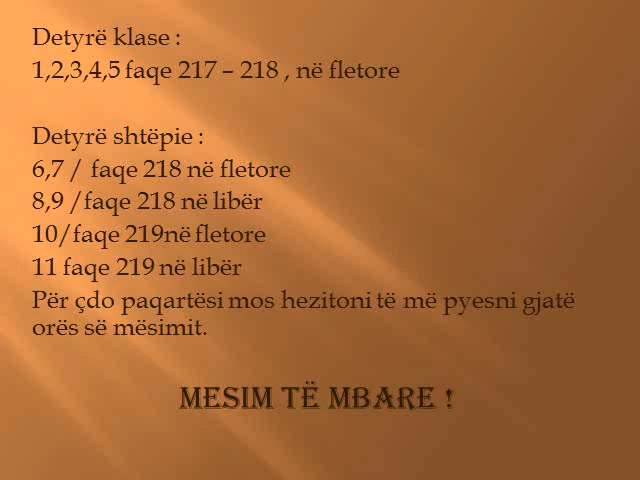 Detyrë klase :
1,2,3,4,5 faqe 217 – 218 , në fletore
Detyrë shtëpie :
6,7 / faqe 218 në fletore
8,9 /faqe 218 në libër
10/faqe 219në fletore
11 faqe 219 në libër
Për çdo paqartësi mos hezitoni të më pyesni gjatë
orës së mësimit.
MESIM TË MBARE !